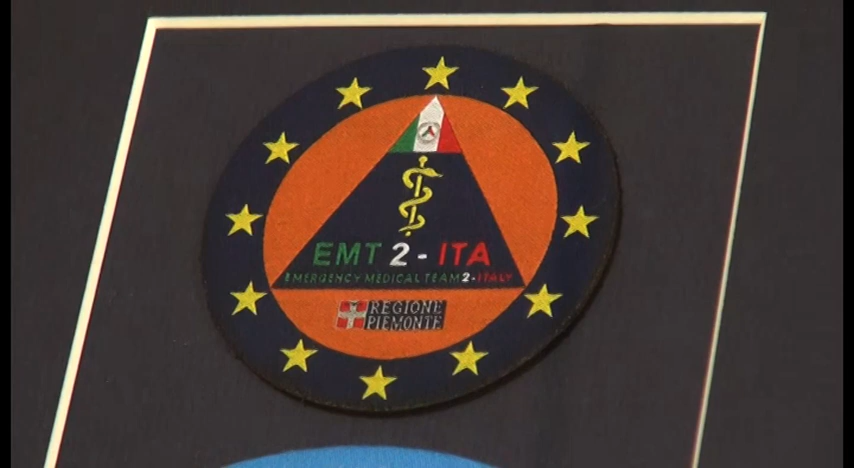 EMT 2 - ITA
EMERGENCY MEDICAL TEAM 2 - ITALY
REGIONE
PIEMONTE